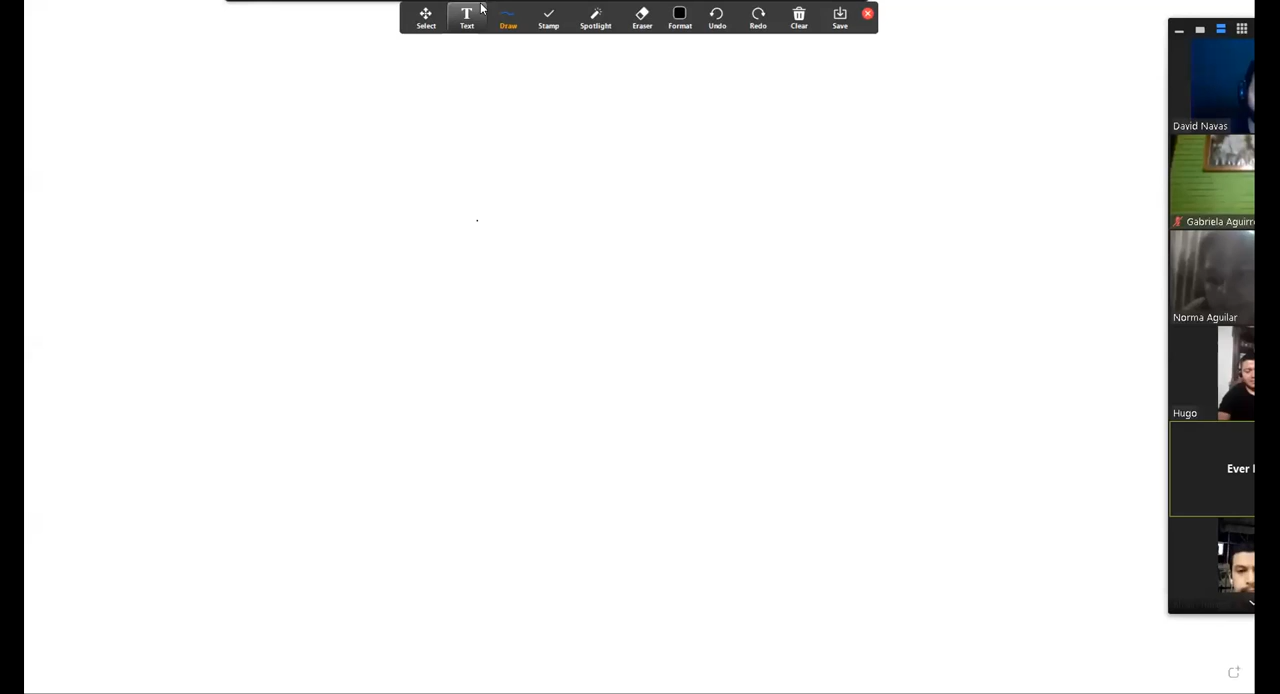 Select Text Draw Stamp Spotlight Eraser Format Undo Redo Clear Save
David Navas
Gabriela Aguirr
Norma Aguilar
Hugo
Ever